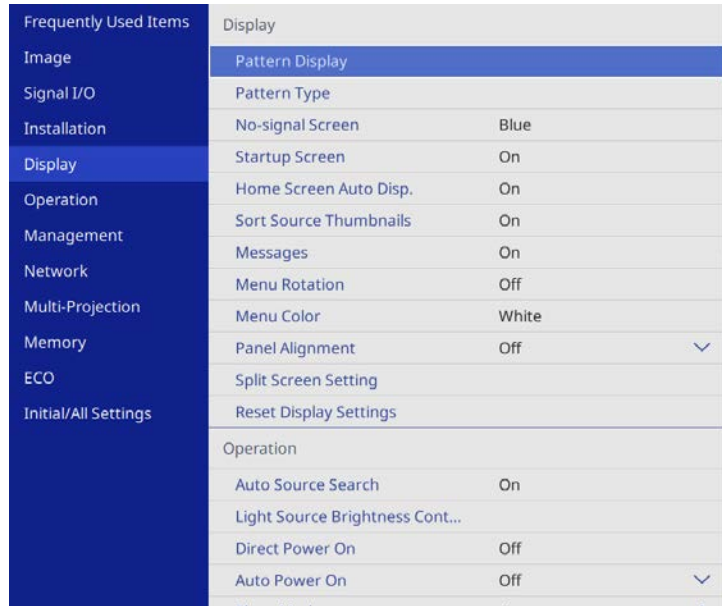 Frequently Used Items
Image
Signal I/O
Installation
Display
Operation
Management
Network
Multi-Projection
Memory
ECO
Initial/All Settings
Display
Pattern Display
Pattern Type
No-signal Screen Blue
Startup Screen On
Home Screen Auto Disp. On
Sort Source Thumbnails On
Messages On
Menu Rotation Off
Menu Color White
Panel Alignment Off
Split Screen Setting
Reset Display Settings
Operation
Auto Source Search On
Light Source Brightness Cont...
Direct Power On Off
Auto Power On Off